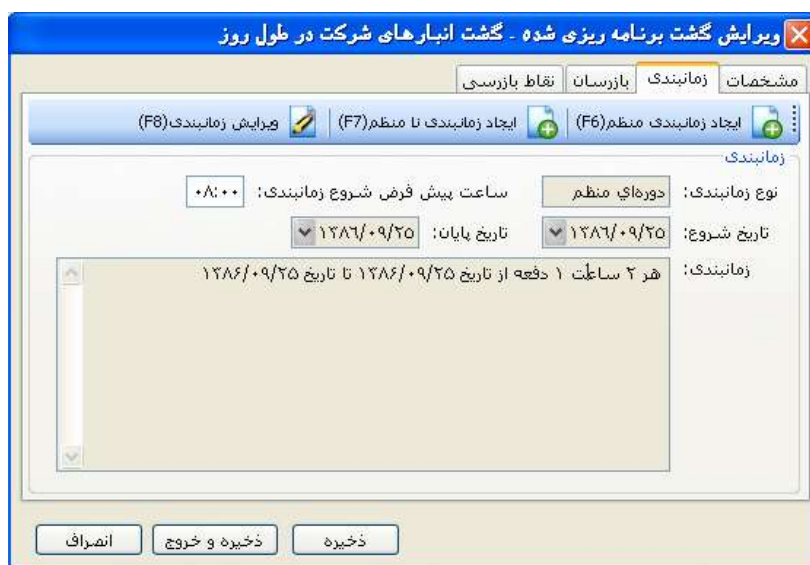 ویرایش گشت برنامه ریزی شده - گشت انبارهای شرکت در طول روز
مشخصات زمانبندی بازرسان نقاط بازرسی
ایجاد زمانبندی منظم(F6) ایجاد زمانبندی نا منظم(F7) ویرایش زمانبندی(F8)
زمانبندی
نوع زمانبندی: دوره‌اي منظم ساعت پیش فرض شروع زمانبندی: ۰۸:۰۰
تاریخ شروع: ۱۳۸۶/۰۹/۲۵ تاریخ پایان: ۱۳۸۶/۰۹/۲۵
زمانبندی: هر ۲ ساعت ۱ دفعه از تاریخ ۱۳۸۶/۰۹/۲۵ تا تاریخ ۱۳۸۶/۰۹/۲۵
ذخیره ذخیره و خروج انصراف